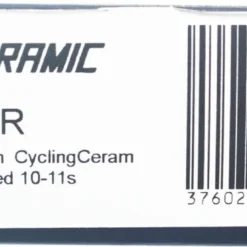 RAMIC
R
CyclingCeram
ed 10-11s
37602